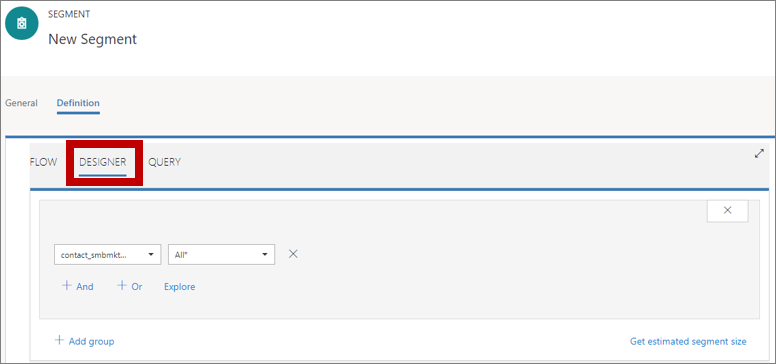 SEGMENT
New Segment
General Definition
FLOW DESIGNER QUERY
contact_smbmkt... All*
And Or Explore
Add group Get estimated segment size